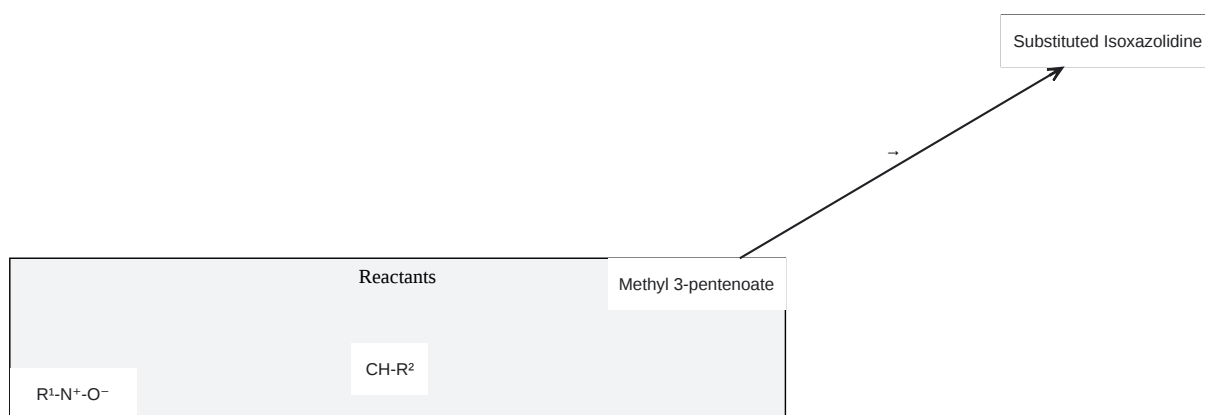 Substituted Isoxazolidine
→
Reactants
Methyl 3-pentenoate
CH-R²
R¹-N⁺-O⁻